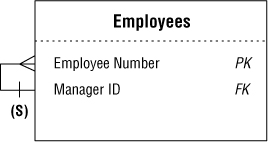 Employees
Employee Number PK
Manager ID FK
(S)